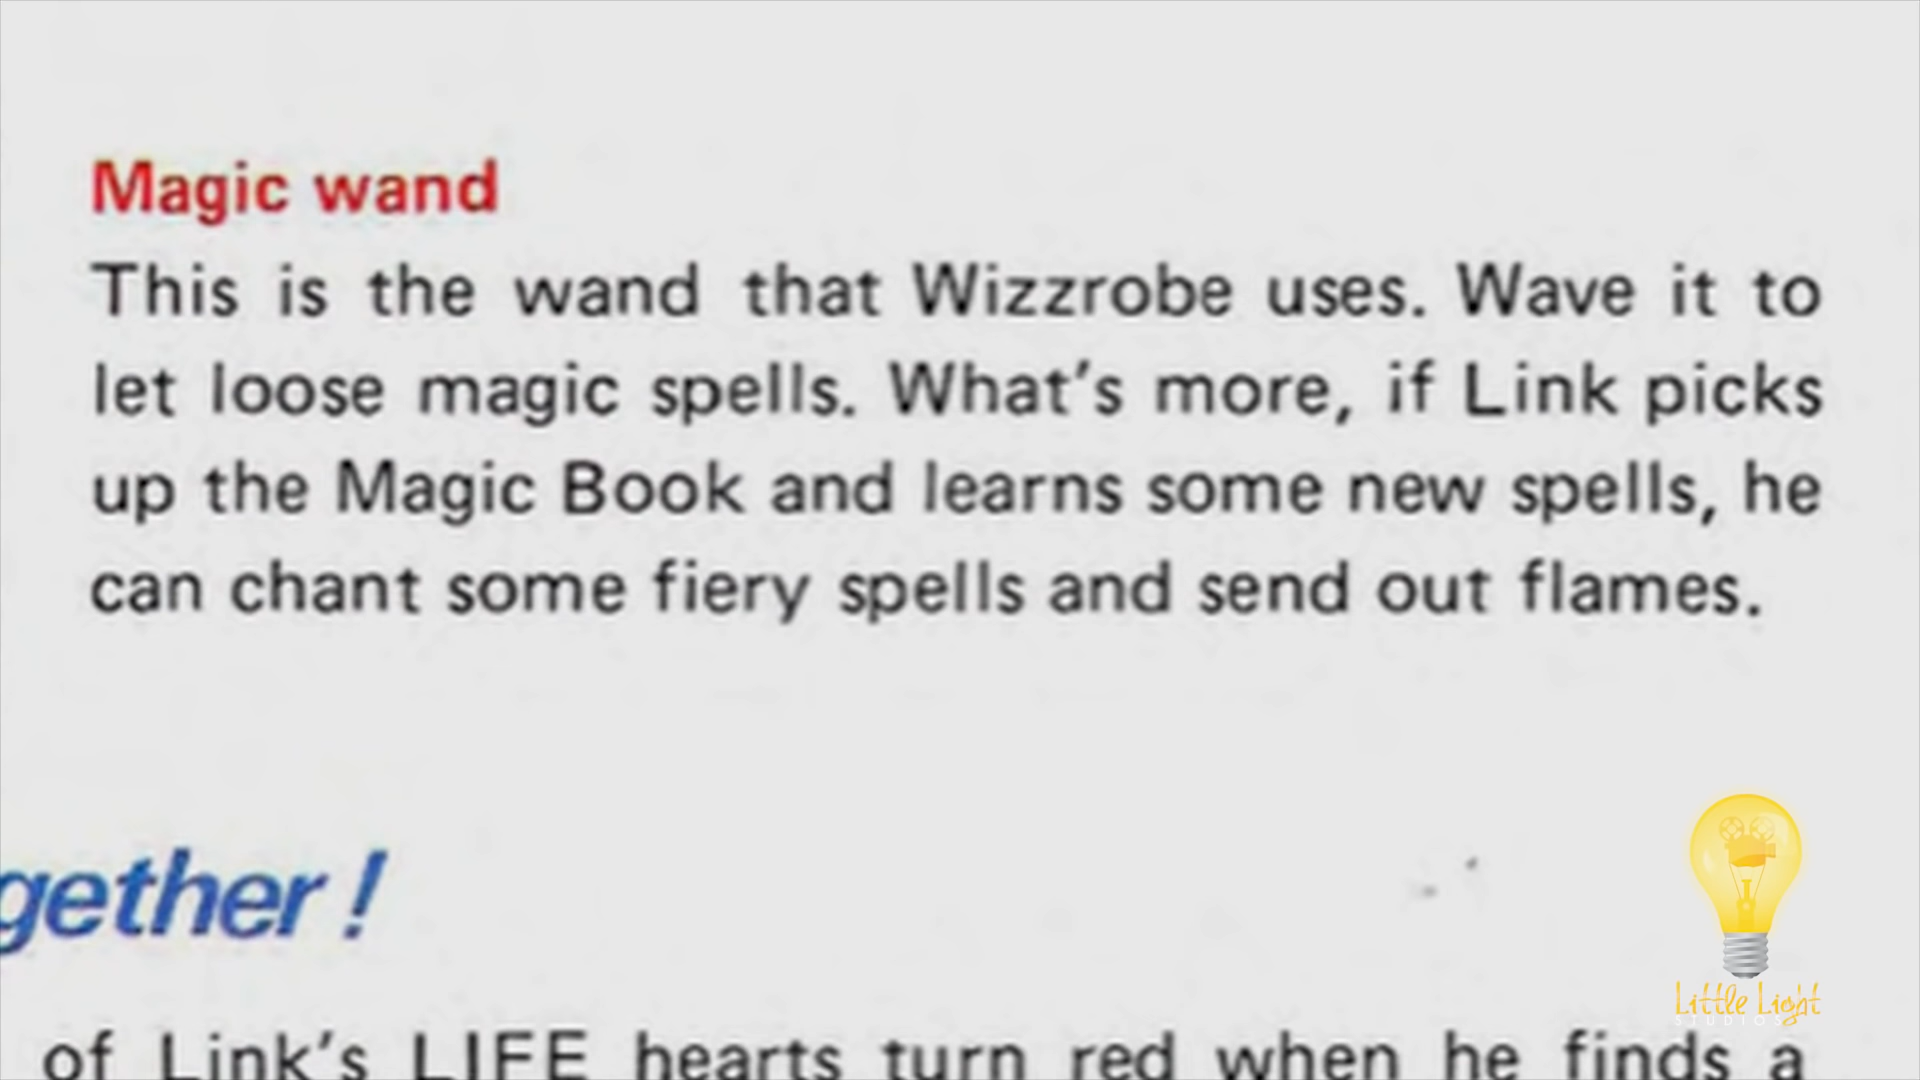 Magic wand
This is the wand that Wizzrobe uses. Wave it to
let loose magic spells. What's more, if Link picks
up the Magic Book and learns some new spells, he
can chant some fiery spells and send out flames.
gether!
of Link's LIFE hearts turn red when he finds a
Little Light
STUDIOS